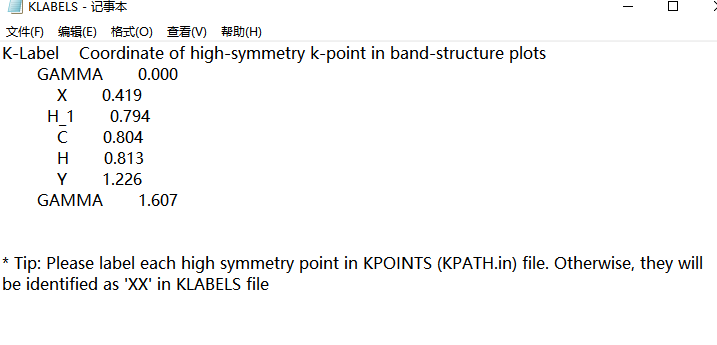 KLABELS - 记事本
文件(F) 编辑(E) 格式(O) 查看(V) 帮助(H)
K-Label Coordinate of high-symmetry k-point in band-structure plots
GAMMA 0.000
X 0.419
H_1 0.794
C 0.804
H 0.813
Y 1.226
GAMMA 1.607
* Tip: Please label each high symmetry point in KPOINTS (KPATH.in) file. Otherwise, they will
be identified as 'XX' in KLABELS file